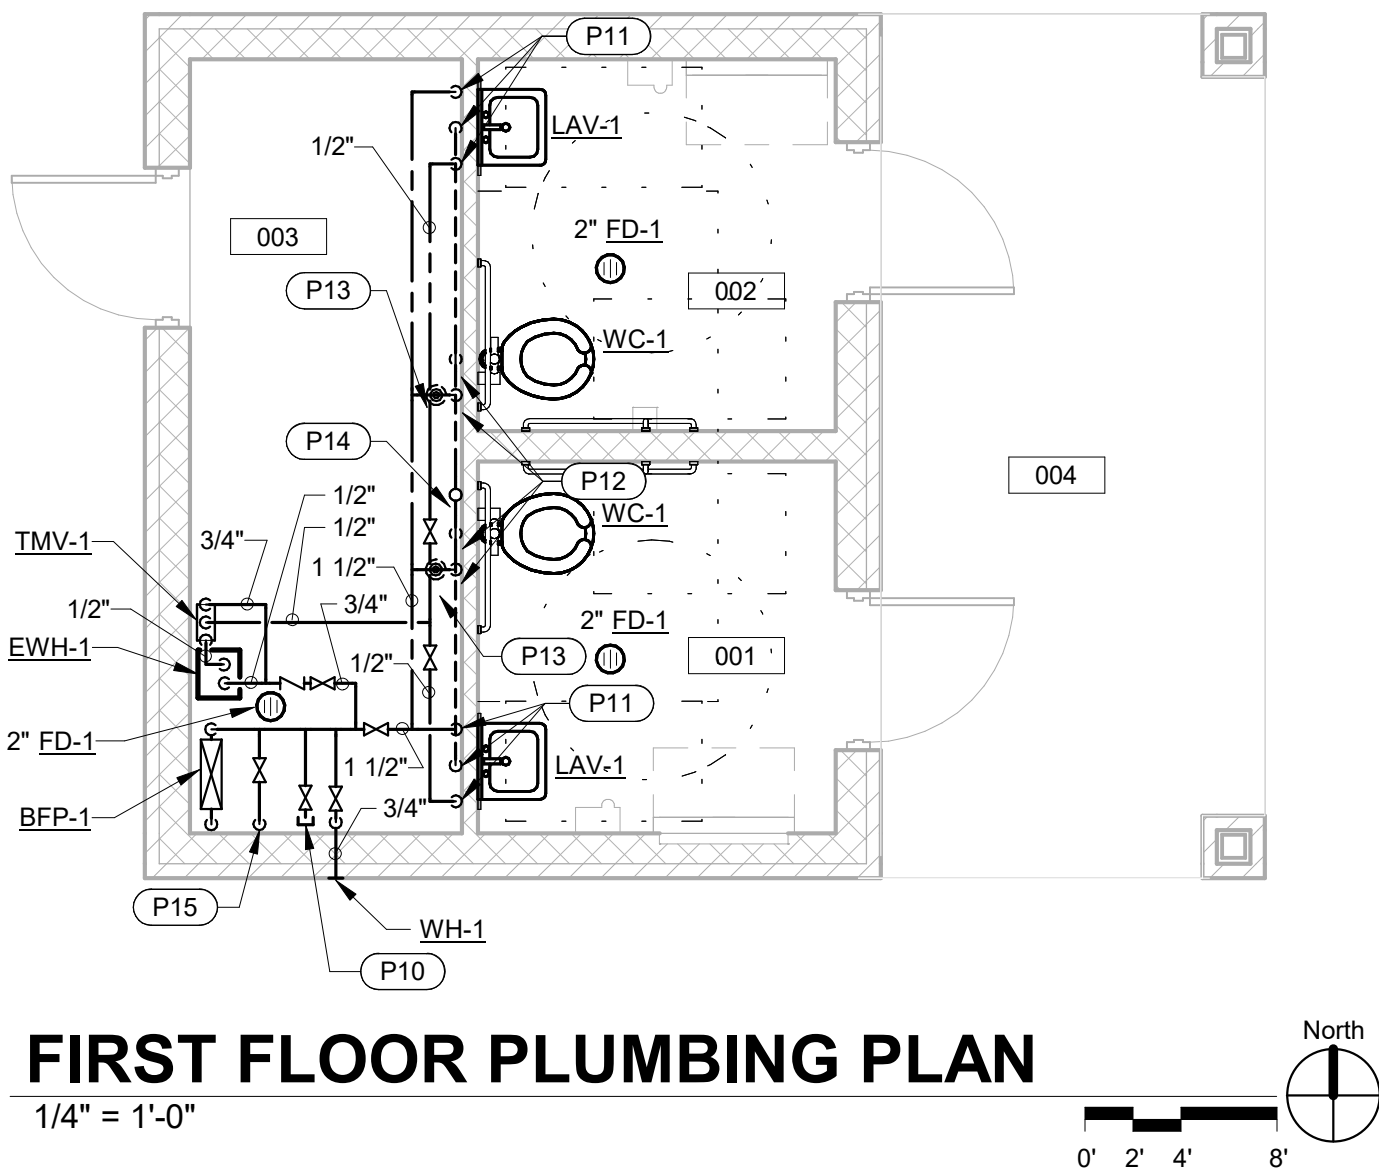 P11
LAV-1
1/2"
003
2" FD-1
P13
002
WC-1
P14
P12
004
1/2"
WC-1
1/2"
TMV-1
3/4"
1 1/2"
3/4"
1/2"
2" FD-1
EWH-1
P13
001
1/2"
P11
2" FD-1
1 1/2"
LAV-1
BFP-1
3/4"
P15
WH-1
P10
FIRST FLOOR PLUMBING PLAN
1/4" = 1'-0"
North
0' 2' 4' 8'